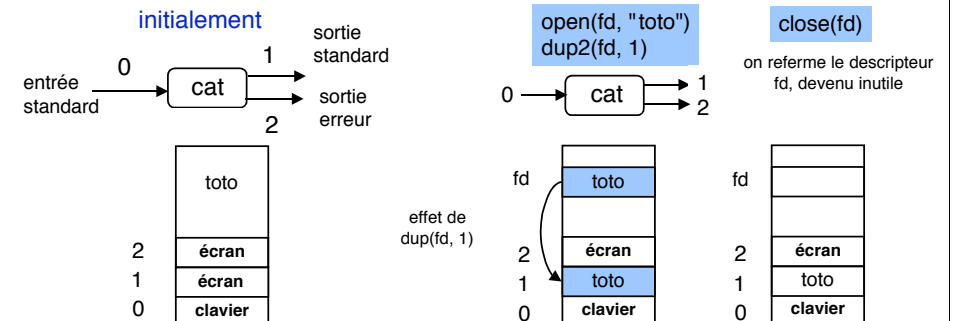 initialement
entrée
standard
0
cat
1
2
sortie
standard
sortie
erreur
toto
2 écran
1 écran
0 clavier
open(fd, "toto")
dup2(fd, 1)
0
cat
1
2
effet de
dup(fd, 1)
fd toto
2 écran
1 toto
0 clavier
close(fd)
on referme le descripteur
fd, devenu inutile
fd
2 écran
1 toto
0 clavier